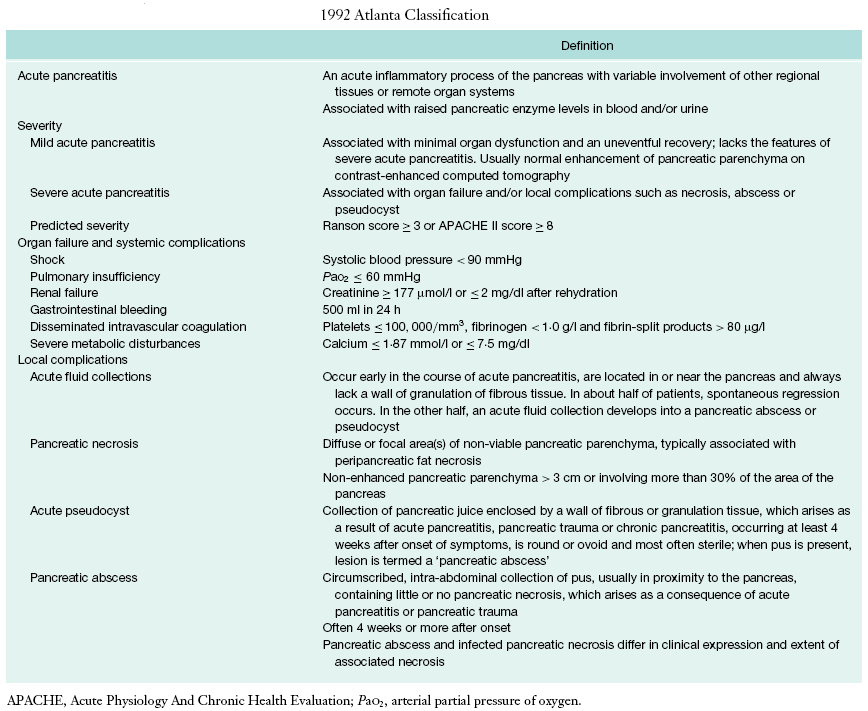 1992 Atlanta Classification
Definition
Acute pancreatitis
An acute inflammatory process of the pancreas with variable involvement of other regional
tissues or remote organ systems
Associated with raised pancreatic enzyme levels in blood and/or urine
Severity
Mild acute pancreatitis
Associated with minimal organ dysfunction and an uneventful recovery; lacks the features of
severe acute pancreatitis. Usually normal enhancement of pancreatic parenchyma on
contrast-enhanced computed tomography
Severe acute pancreatitis
Associated with organ failure and/or local complications such as necrosis, abscess or
pseudocyst
Predicted severity
Ranson score ≥ 3 or APACHE II score ≥ 8
Organ failure and systemic complications
Shock
Systolic blood pressure < 90 mmHg
Pulmonary insufficiency
Pao₂ ≤ 60 mmHg
Renal failure
Creatinine ≥ 177 μmol/l or ≤ 2 mg/dl after rehydration
Gastrointestinal bleeding
500 ml in 24 h
Disseminated intravascular coagulation
Platelets ≤ 100, 000/mm³, fibrinogen < 1·0 g/l and fibrin-split products > 80 μg/l
Severe metabolic disturbances
Calcium ≤ 1·87 mmol/l or ≤ 7·5 mg/dl
Local complications
Acute fluid collections
Occur early in the course of acute pancreatitis, are located in or near the pancreas and always
lack a wall of granulation of fibrous tissue. In about half of patients, spontaneous regression
occurs. In the other half, an acute fluid collection develops into a pancreatic abscess or
pseudocyst
Pancreatic necrosis
Diffuse or focal area(s) of non-viable pancreatic parenchyma, typically associated with
peripancreatic fat necrosis
Non-enhanced pancreatic parenchyma > 3 cm or involving more than 30% of the area of the
pancreas
Acute pseudocyst
Collection of pancreatic juice enclosed by a wall of fibrous or granulation tissue, which arises as
a result of acute pancreatitis, pancreatic trauma or chronic pancreatitis, occurring at least 4
weeks after onset of symptoms, is round or ovoid and most often sterile; when pus is present,
lesion is termed a ‘pancreatic abscess’
Pancreatic abscess
Circumscribed, intra-abdominal collection of pus, usually in proximity to the pancreas,
containing little or no pancreatic necrosis, which arises as a consequence of acute
pancreatitis or pancreatic trauma
Often 4 weeks or more after onset
Pancreatic abscess and infected pancreatic necrosis differ in clinical expression and extent of
associated necrosis
APACHE, Acute Physiology And Chronic Health Evaluation; Pao₂, arterial partial pressure of oxygen.